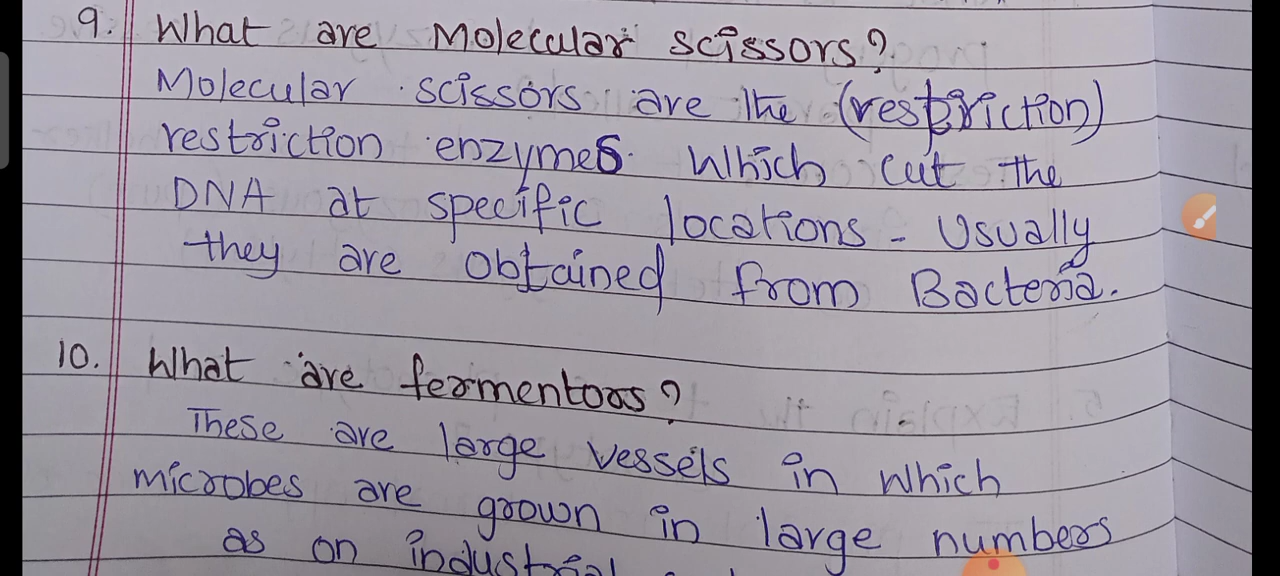 9. What are Molecular scissors?
Molecular scissors are the (restriction)
restriction enzymes. Which cut the
DNA at specific locations - Usually
they are obtained from Bacteria.
10. What are fermentors?
These are large vessels in which
microbes are grown in large numbers
as on industrial